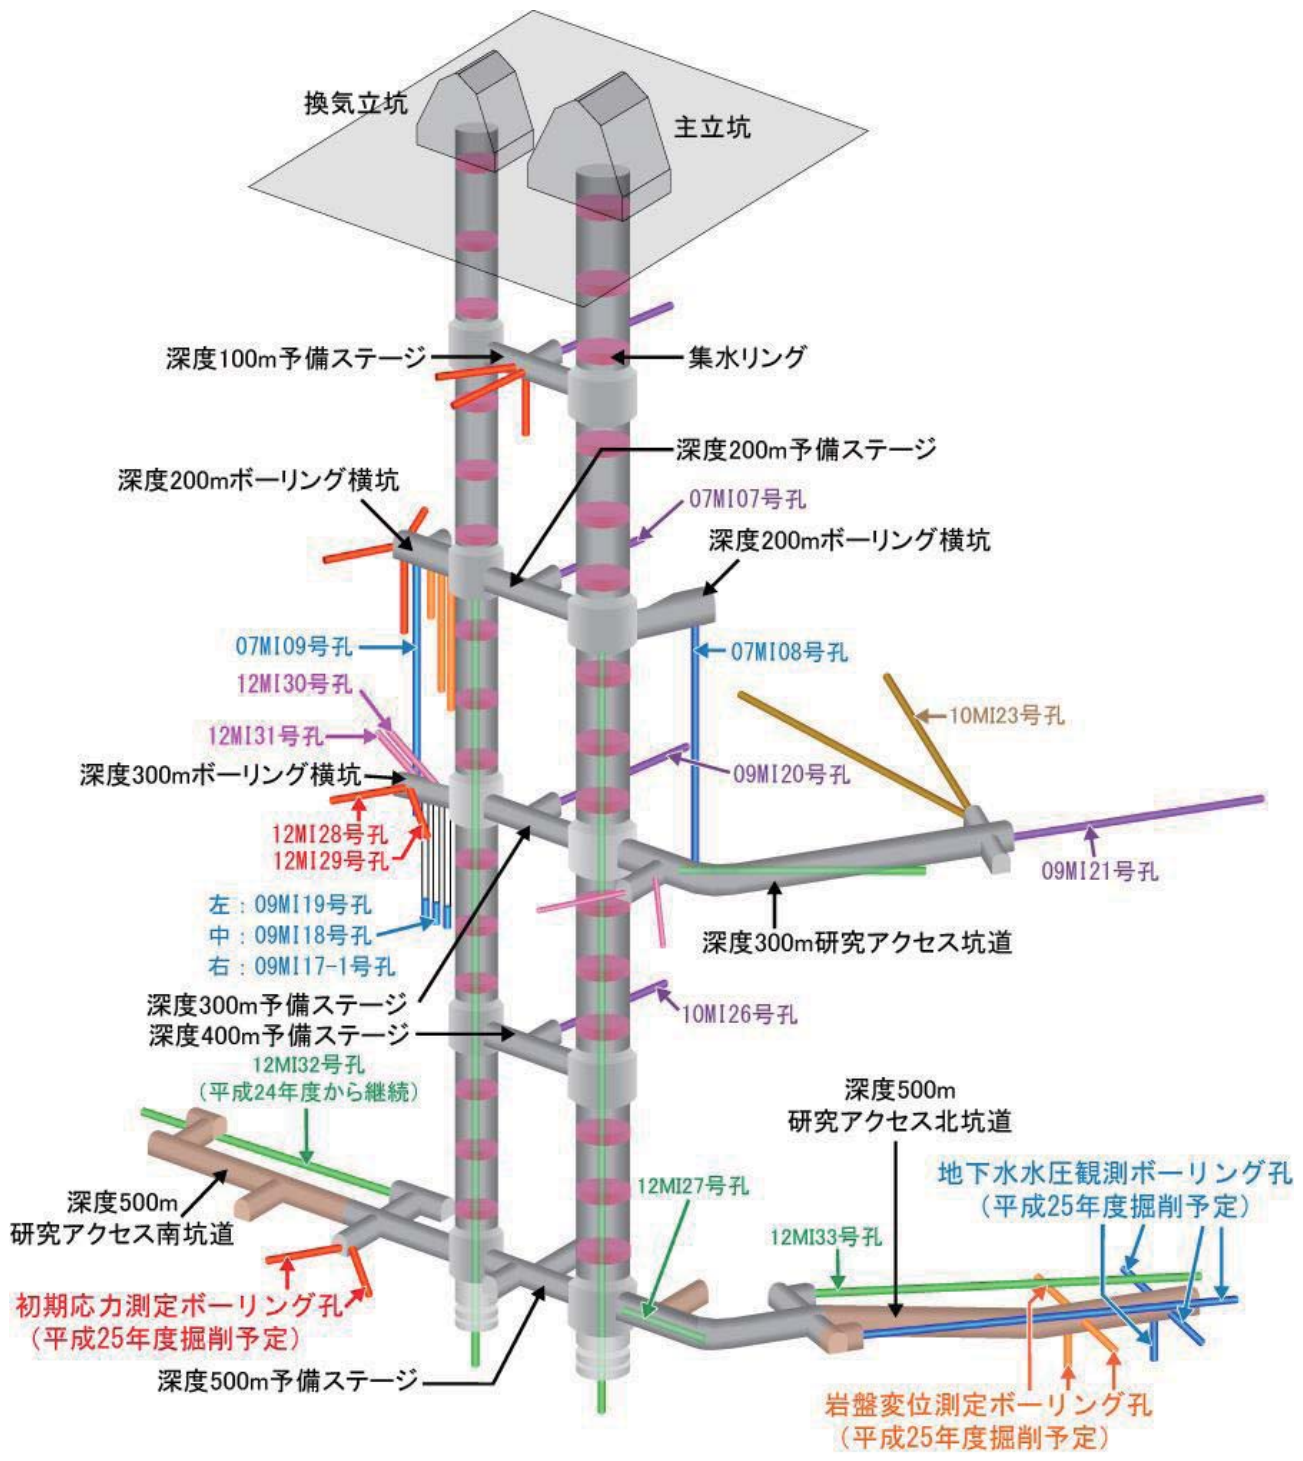 換気立坑
主立坑
深度100m予備ステージ
集水リング
深度200m予備ステージ
深度200mボーリング横坑
07MI07号孔
深度200mボーリング横坑
07MI09号孔
07MI08号孔
12MI30号孔
10MI23号孔
12MI31号孔
深度300mボーリング横坑
09MI20号孔
12MI28号孔
12MI29号孔
09MI21号孔
左：09MI19号孔
中：09MI18号孔
右：09MI17-1号孔
深度300m研究アクセス坑道
深度300m予備ステージ
10MI26号孔
深度400m予備ステージ
12MI32号孔
（平成24年度から継続）
深度500m
研究アクセス北坑道
地下水水圧観測ボーリング孔
（平成25年度掘削予定）
12MI27号孔
深度500m
研究アクセス南坑道
12MI33号孔
初期応力測定ボーリング孔
（平成25年度掘削予定）
深度500m予備ステージ
岩盤変位測定ボーリング孔
（平成25年度掘削予定）